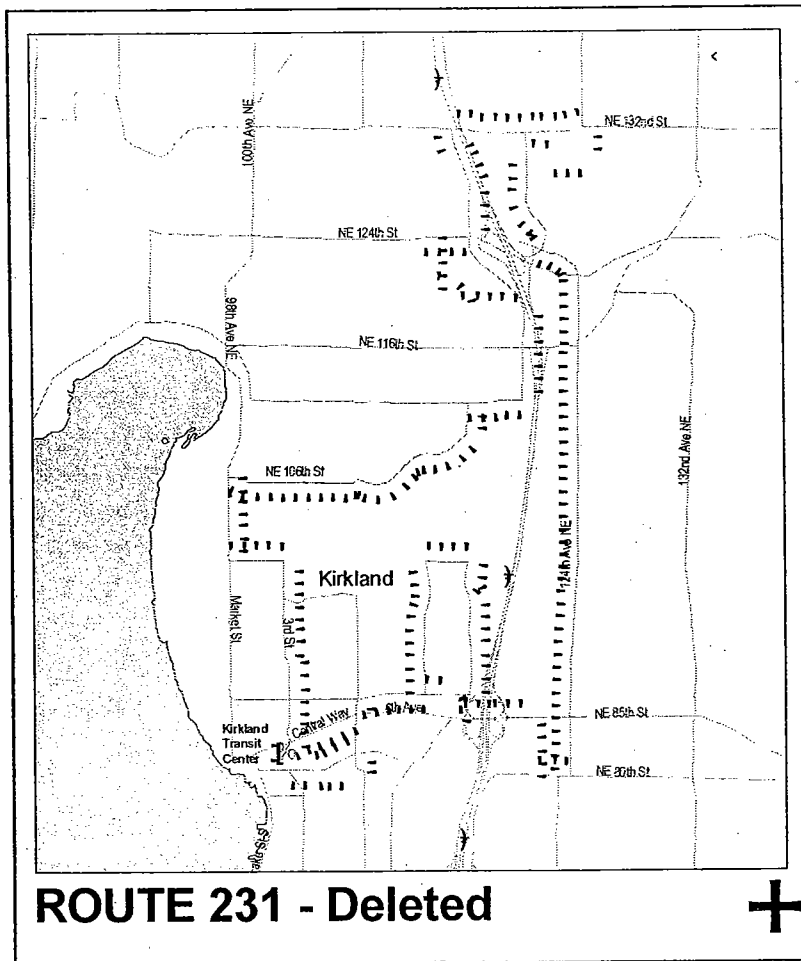 100th Ave NE
NE 132nd St
NE 124th St
98th Ave NE
NE 116th St
132nd Ave NE
NE 106th St
124th Ave NE
Kirkland
Market St
3rd St
Central Way
6th Ave
NE 85th St
Kirkland
Transit
Center
NE 80th St
ROUTE 231 - Deleted